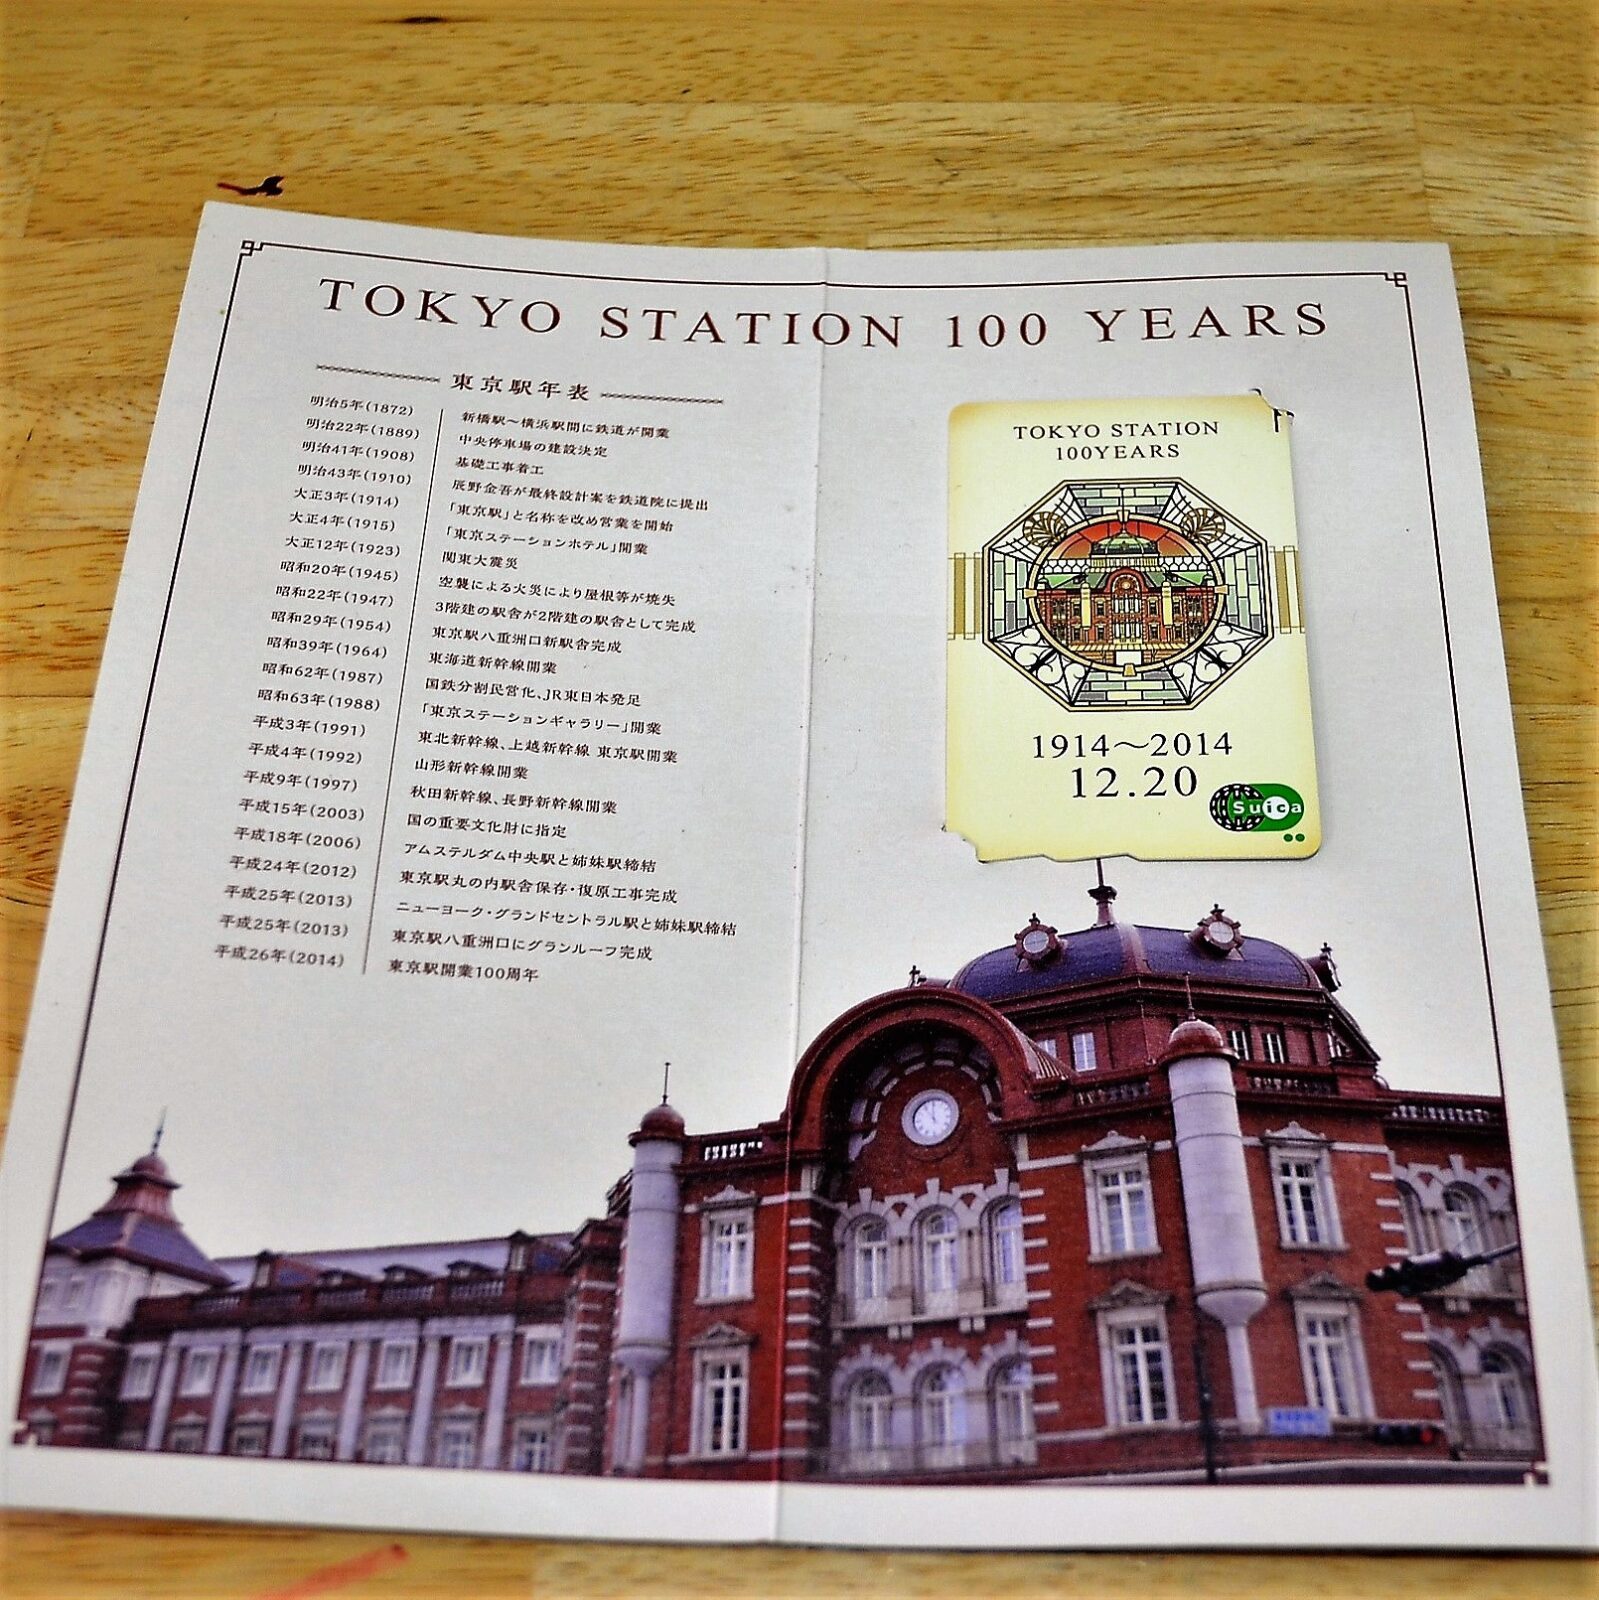 TOKYO STATION 100 YEARS
東京駅年表
明治5年(1872) 新橋駅～横浜駅間に鉄道が開業
明治22年(1889) 中央停車場の建設決定
明治41年(1908) 基礎工事着工
明治43年(1910) 辰野金吾が最終設計案を鉄道院に提出
大正3年(1914) 「東京駅」と名称を改め営業を開始
大正4年(1915) 「東京ステーションホテル」開業
大正12年(1923) 関東大震災
昭和20年(1945) 空襲による火災により屋根等が焼失
昭和22年(1947) 3階建の駅舎が2階建の駅舎として完成
昭和29年(1954) 東京駅八重洲口新駅舎完成
昭和39年(1964) 東海道新幹線開業
昭和62年(1987) 国鉄分割民営化、JR東日本発足
昭和63年(1988) 「東京ステーションギャラリー」開業
平成3年(1991) 東北新幹線、上越新幹線 東京駅開業
平成4年(1992) 山形新幹線開業
平成9年(1997) 秋田新幹線、長野新幹線開業
平成15年(2003) 国の重要文化財に指定
平成18年(2006) アムステルダム中央駅と姉妹駅締結
平成24年(2012) 東京駅丸の内駅舎保存・復原工事完成
平成25年(2013) ニューヨーク・グランドセントラル駅と姉妹駅締結
平成25年(2013) 東京駅八重洲口にグランルーフ完成
平成26年(2014) 東京駅開業100周年
TOKYO STATION
100YEARS
1914～2014
12.20
Suica